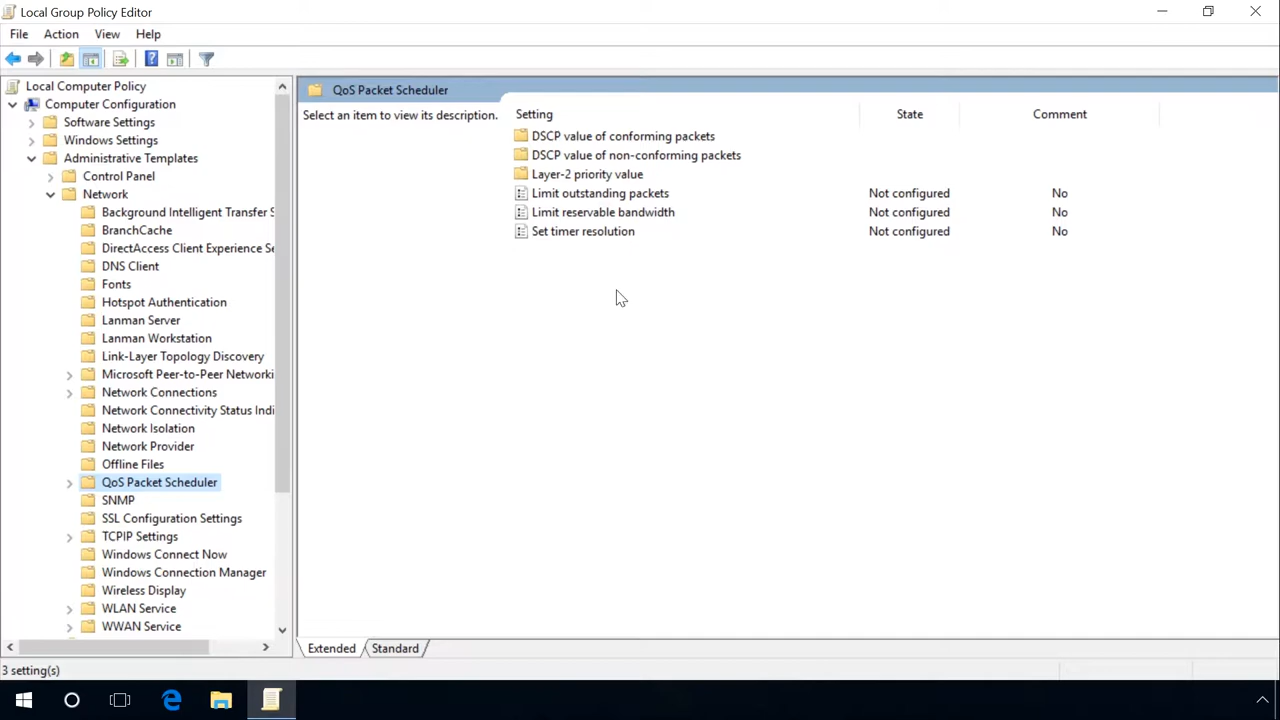 Local Group Policy Editor
File Action View Help
Local Computer Policy
Computer Configuration
Software Settings
Windows Settings
Administrative Templates
Control Panel
Network
Background Intelligent Transfer S
BranchCache
DirectAccess Client Experience Se
DNS Client
Fonts
Hotspot Authentication
Lanman Server
Lanman Workstation
Link-Layer Topology Discovery
Microsoft Peer-to-Peer Networki
Network Connections
Network Connectivity Status Indi
Network Isolation
Network Provider
Offline Files
QoS Packet Scheduler
SNMP
SSL Configuration Settings
TCPIP Settings
Windows Connect Now
Windows Connection Manager
Wireless Display
WLAN Service
WWAN Service
QoS Packet Scheduler
Select an item to view its description.
Setting State Comment
DSCP value of conforming packets
DSCP value of non-conforming packets
Layer-2 priority value
Limit outstanding packets Not configured No
Limit reservable bandwidth Not configured No
Set timer resolution Not configured No
Extended Standard
3 setting(s)